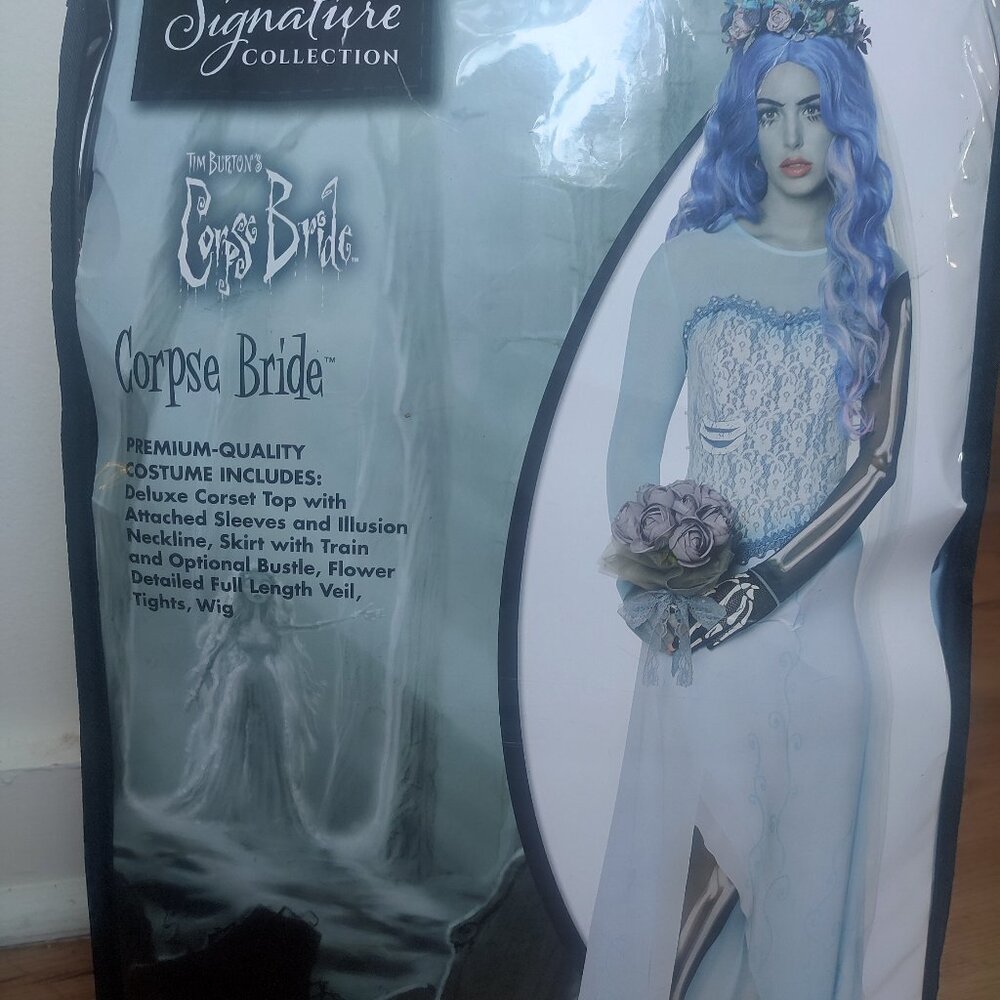 Signature
COLLECTION
TIM BURTON'S
Corpse Bride™
Corpse Bride™
PREMIUM-QUALITY
COSTUME INCLUDES:
Deluxe Corset Top with
Attached Sleeves and Illusion
Neckline, Skirt with Train
and Optional Bustle, Flower
Detailed Full Length Veil,
Tights, Wig